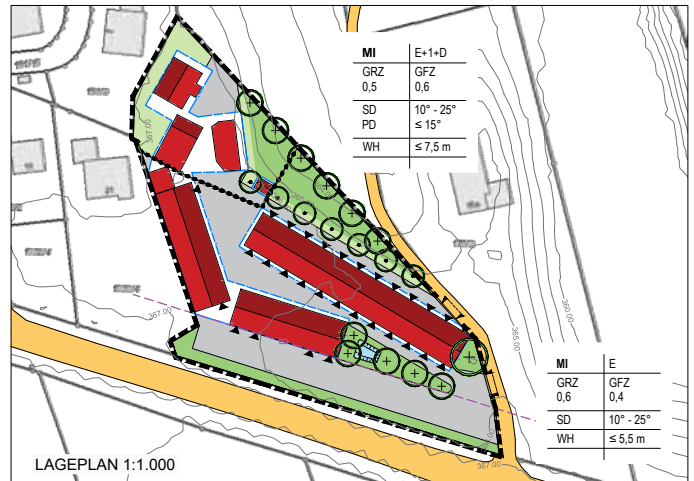 MI E+1+D
GRZ GFZ
0,5 0,6
SD 10° - 25°
PD ≤ 15°
WH ≤ 7,5 m
367.00
367.00
360.00
365.00
MI E
GRZ GFZ
0,6 0,4
SD 10° - 25°
WH ≤ 5,5 m
367.00
LAGEPLAN 1:1.000